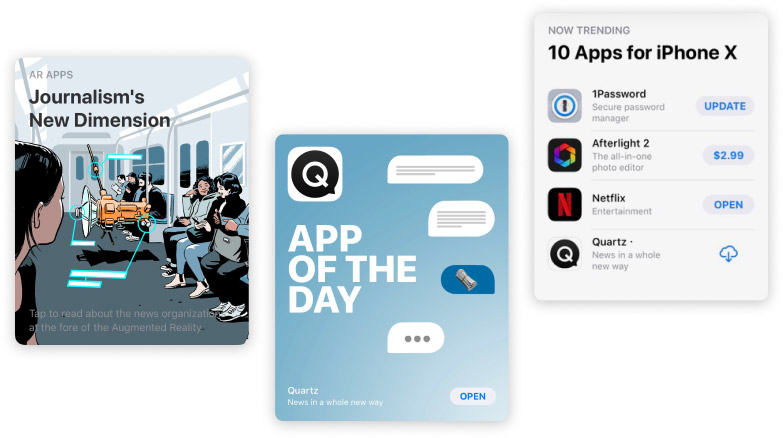 AR APPS
Journalism's
New Dimension
Tap to read about the news organization
at the fore of the Augmented Reality.
APP
OF THE
DAY
Quartz
News in a whole new way
OPEN
NOW TRENDING
10 Apps for iPhone X
1Password
Secure password
manager
UPDATE
Afterlight 2
The all-in-one
photo editor
$2.99
Netflix
Entertainment
OPEN
Quartz ·
News in a whole
new way